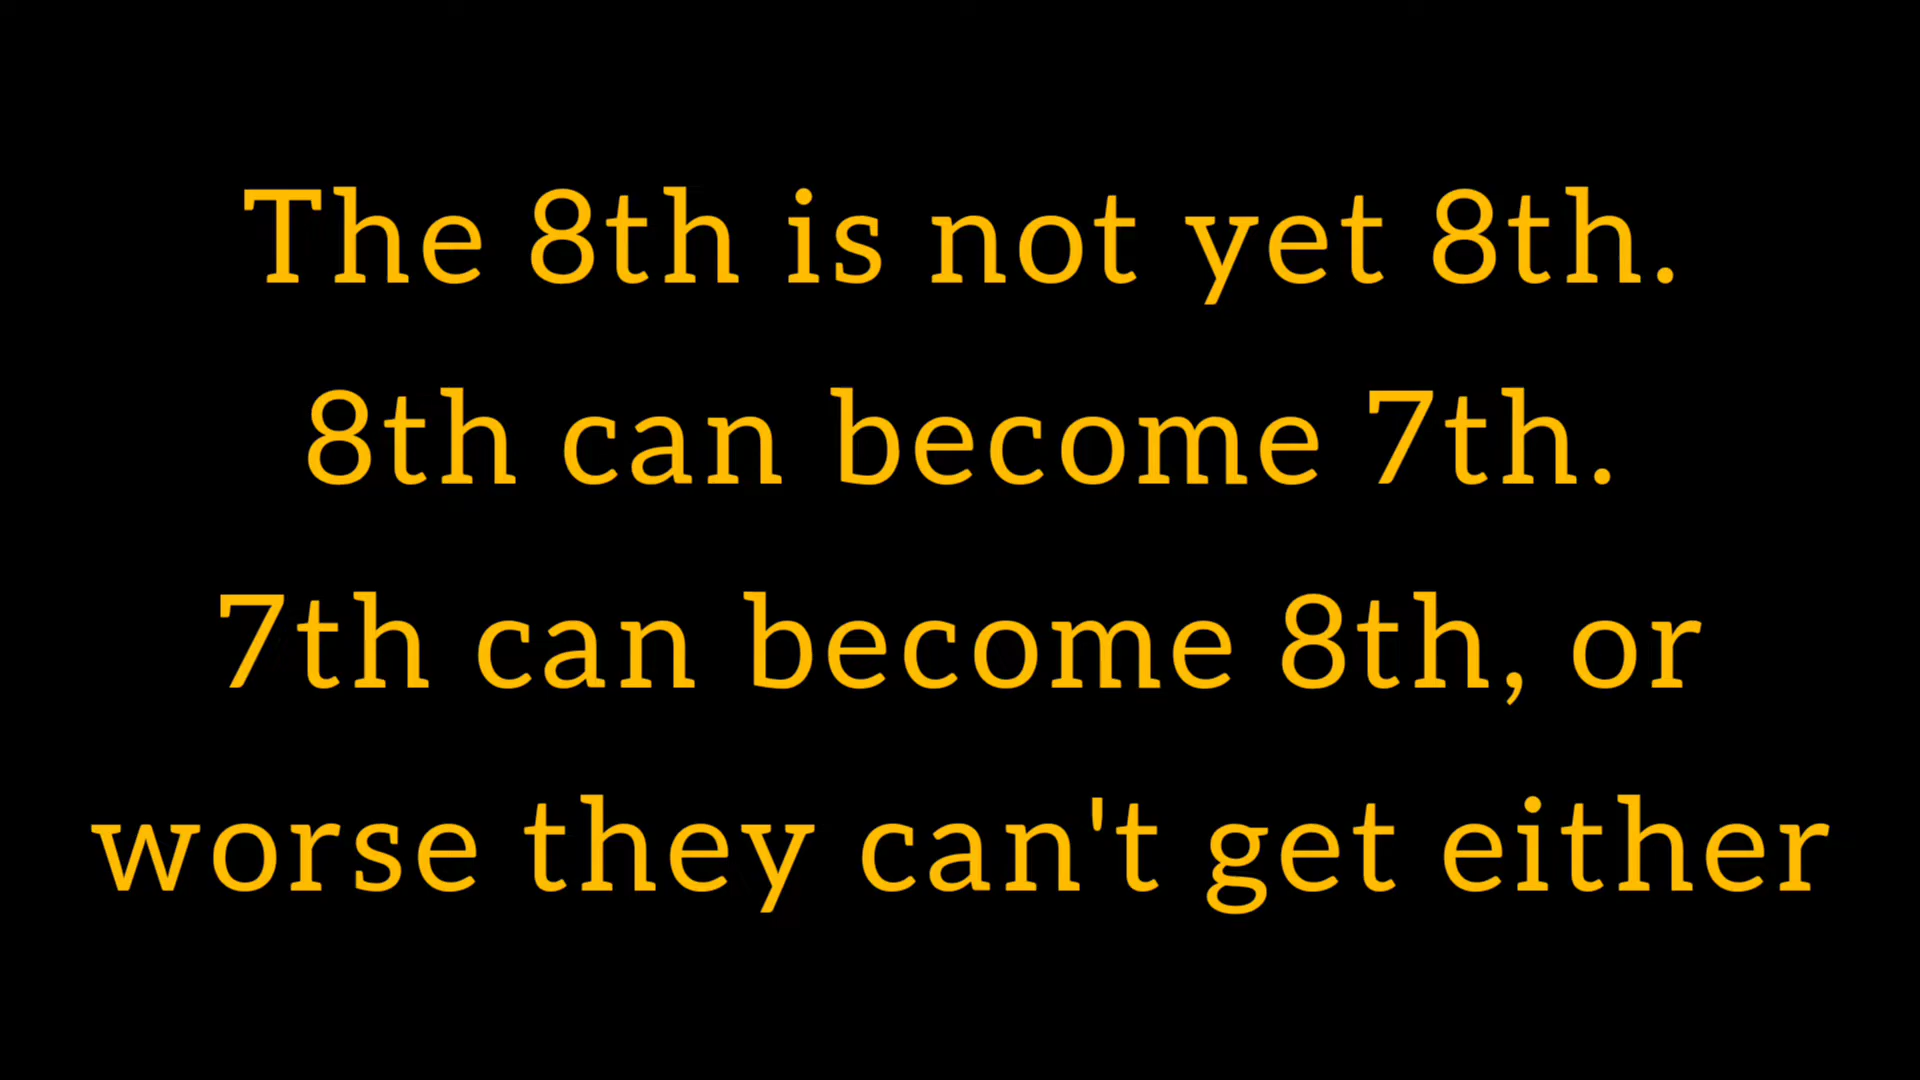 The 8th is not yet 8th.
8th can become 7th.
7th can become 8th, or
worse they can't get either